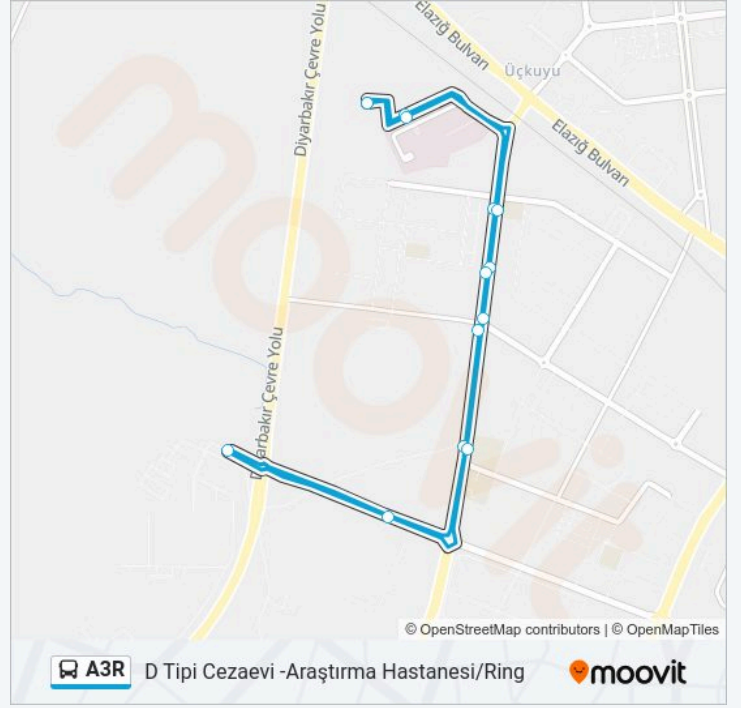 Elazığ Bulvarı
Diyarbakır Çevre Yolu
Üçkuyu
Elazığ Bulvarı
moovit
Diyarbakır Çevre Yolu
© OpenStreetMap contributors | © OpenMapTiles
A3R D Tipi Cezaevi -Araştırma Hastanesi/Ring moovit